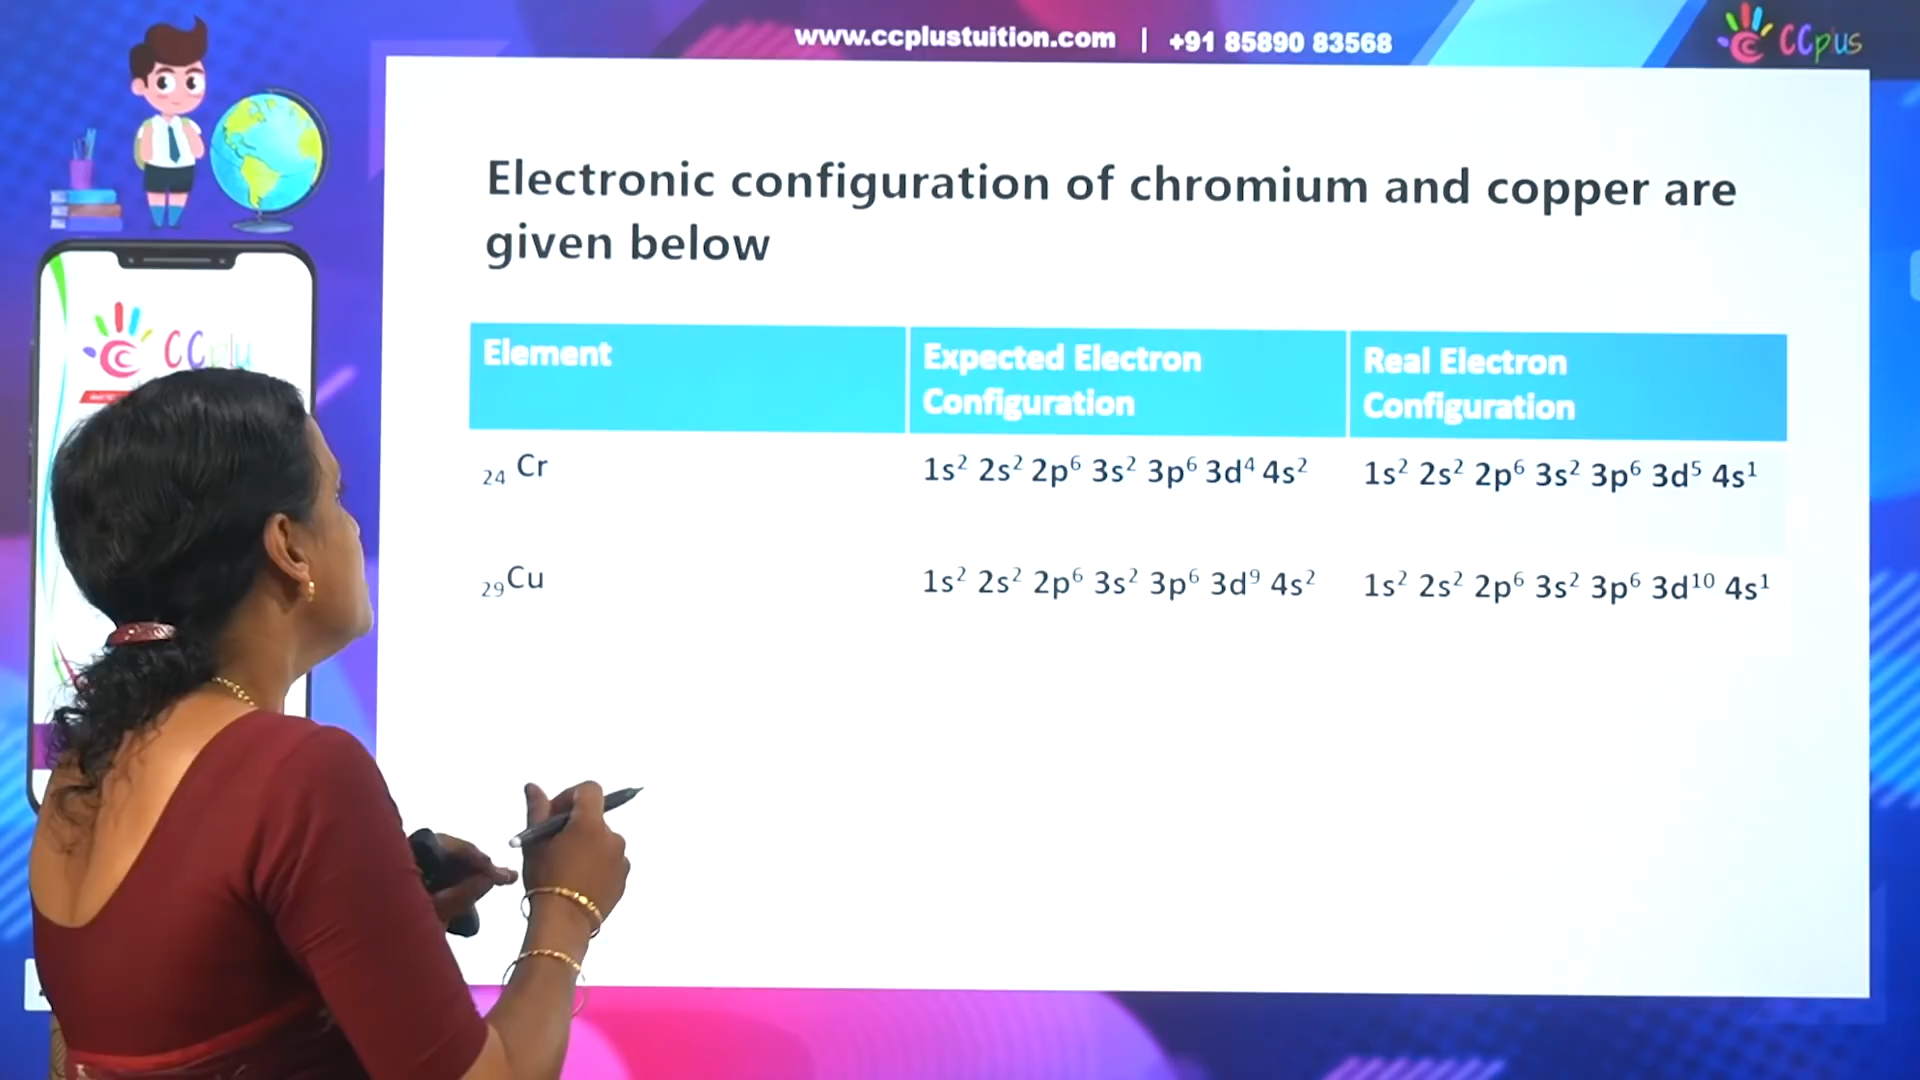 www.ccplustuition.com | +91 85890 83568
CCplus
Electronic configuration of chromium and copper are
given below
CCplu
Element
Expected Electron
Configuration
Real Electron
Configuration
₂₄ Cr
1s² 2s² 2p⁶ 3s² 3p⁶ 3d⁴ 4s²
1s² 2s² 2p⁶ 3s² 3p⁶ 3d⁵ 4s¹
₂₉Cu
1s² 2s² 2p⁶ 3s² 3p⁶ 3d⁹ 4s²
1s² 2s² 2p⁶ 3s² 3p⁶ 3d¹⁰ 4s¹